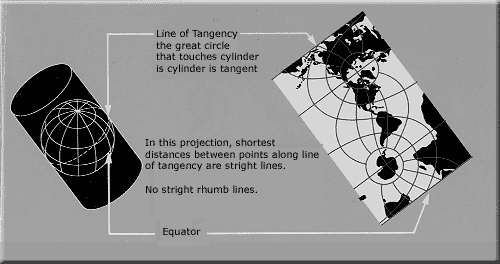 Line of Tangency
the great circle
that touches cylinder
is cylinder is tangent
In this projection, shortest
distances between points along line
of tangency are stright lines.
No stright rhumb lines.
Equator